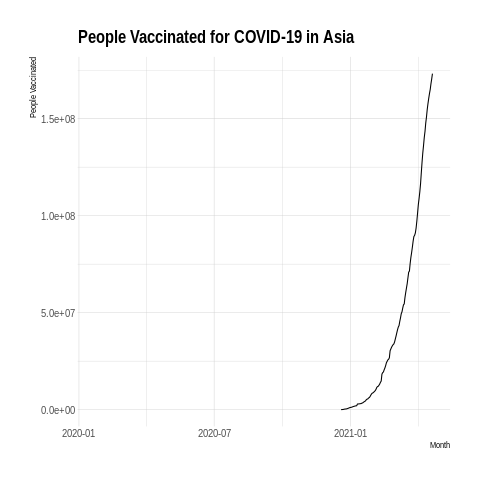 People Vaccinated for COVID-19 in Asia
People Vaccinated
1.5e+08
1.0e+08
5.0e+07
0.0e+00
2020-01
2020-07
2021-01
Month